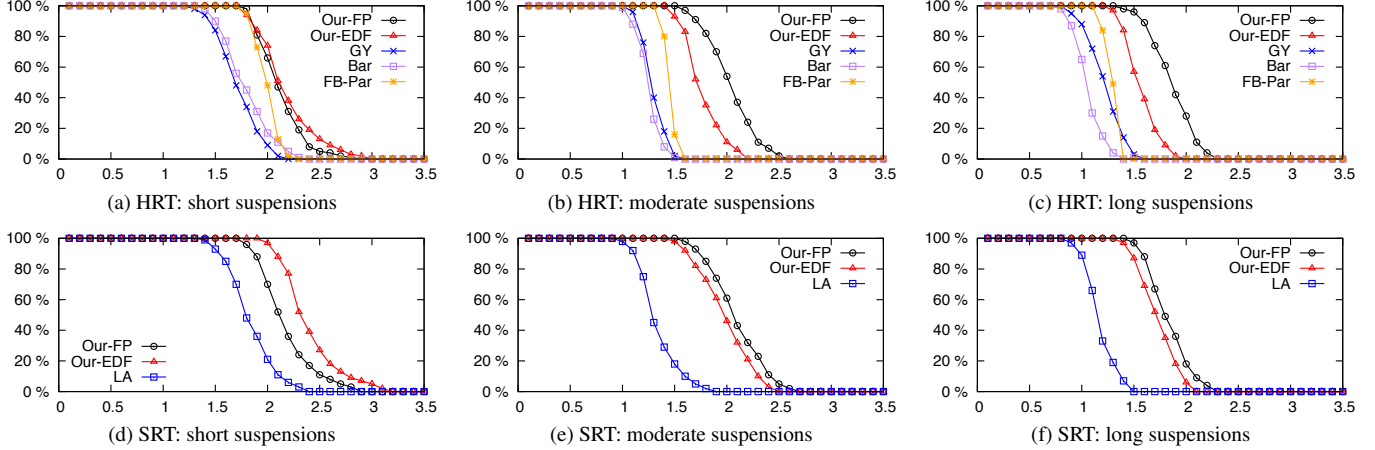 100 %
80 %
60 %
40 %
20 %
0 %
0 0.5 1 1.5 2 2.5 3 3.5
Our-FP
Our-EDF
GY
Bar
FB-Par
(a) HRT: short suspensions
100 %
80 %
60 %
40 %
20 %
0 %
0 0.5 1 1.5 2 2.5 3 3.5
Our-FP
Our-EDF
GY
Bar
FB-Par
(b) HRT: moderate suspensions
100 %
80 %
60 %
40 %
20 %
0 %
0 0.5 1 1.5 2 2.5 3 3.5
Our-FP
Our-EDF
GY
Bar
FB-Par
(c) HRT: long suspensions
100 %
80 %
60 %
40 %
20 %
0 %
0 0.5 1 1.5 2 2.5 3 3.5
Our-FP
Our-EDF
LA
(d) SRT: short suspensions
100 %
80 %
60 %
40 %
20 %
0 %
0 0.5 1 1.5 2 2.5 3 3.5
Our-FP
Our-EDF
LA
(e) SRT: moderate suspensions
100 %
80 %
60 %
40 %
20 %
0 %
0 0.5 1 1.5 2 2.5 3 3.5
Our-FP
Our-EDF
LA
(f) SRT: long suspensions